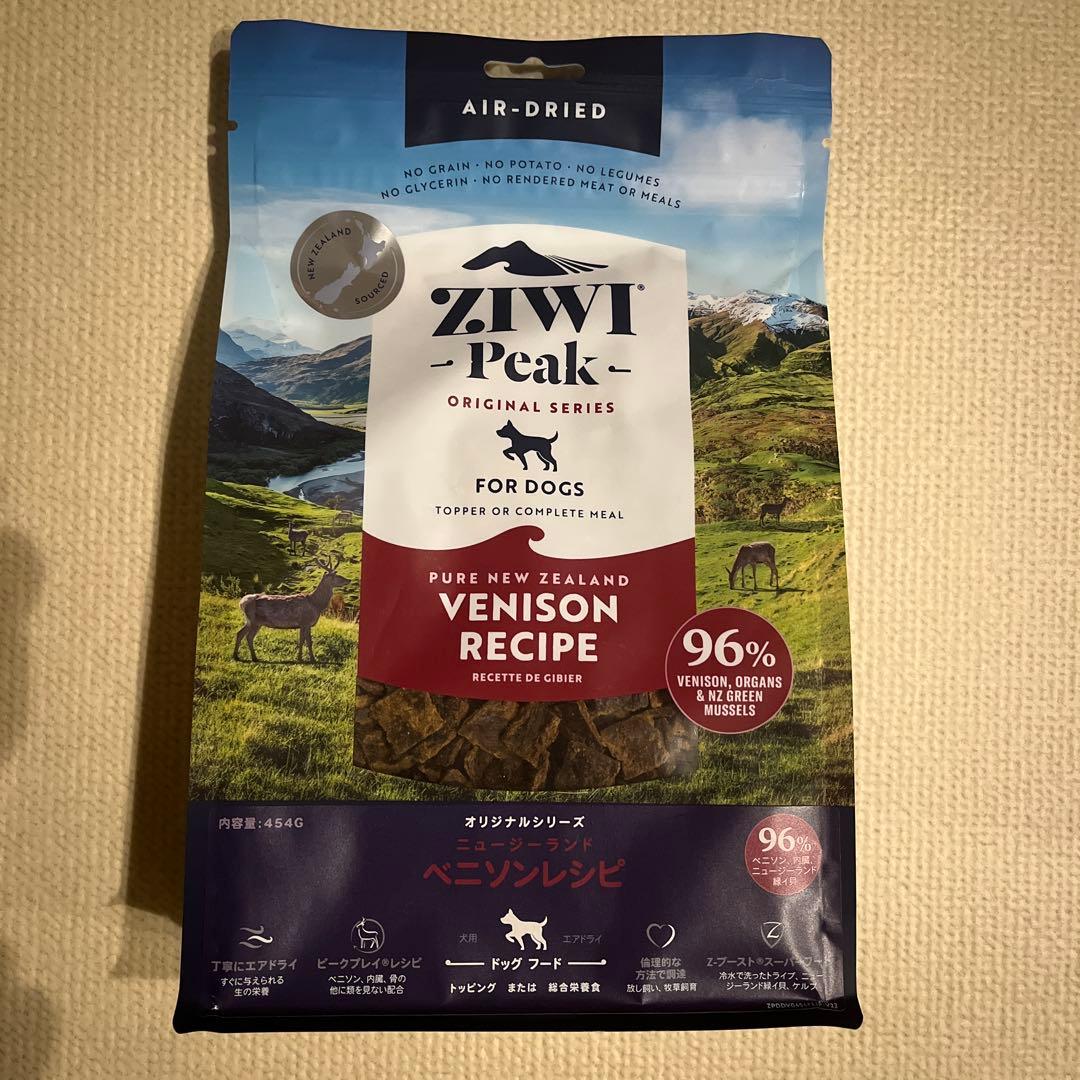 AIR-DRIED
NO GRAIN · NO POTATO · NO LEGUMES
NO GLYCERIN · NO RENDERED MEAT OR MEALS
NEW ZEALAND
SOURCED
ZIWI®
Peak
ORIGINAL SERIES
FOR DOGS
TOPPER OR COMPLETE MEAL
PURE NEW ZEALAND
VENISON
RECIPE
RECETTE DE GIBIER
96%
VENISON, ORGANS
& NZ GREEN
MUSSELS
内容量:454G
オリジナルシリーズ
ニュージーランド
ベニソンレシピ
96%
ベニソン、内臓、
ニュージーランド
緑イ貝
丁寧にエアドライ
すぐに与えられる
生の栄養
ピークプレイ®レシピ
ベニソン、内臓、骨の
他に類を見ない配合
犬用
エアドライ
ドッグ フード
トッピング または 総合栄養食
倫理的な
方法で調達
放し飼い、牧草飼育
Z
Z-ブースト®スーパーフード
冷水で洗ったトライプ、ニュー
ジーランド緑イ貝、ケルプ